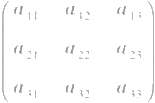 a₁₁ a₁₂ a₁₃
a₂₁ a₂₂ a₂₃
a₃₁ a₃₂ a₃₃